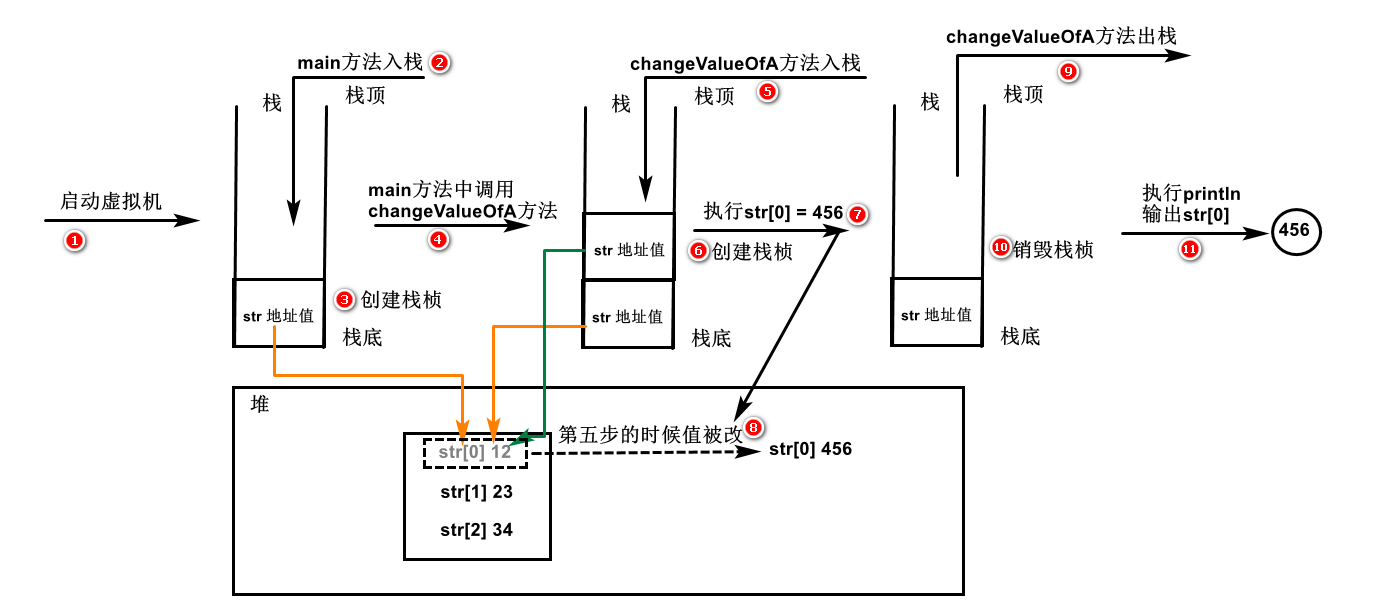 启动虚拟机
1
main方法入栈 2
栈
栈顶
3 创建栈桢
str 地址值
栈底
main方法中调用
changeValueOfA方法
4
changeValueOfA方法入栈
5
栈
栈顶
str 地址值
6 创建栈桢
str 地址值
栈底
执行str[0] = 456 7
changeValueOfA方法出栈
9
栈
栈顶
10 销毁栈桢
str 地址值
栈底
执行println
输出str[0]
11
456
堆
str[0] 12
str[1] 23
str[2] 34
第五步的时候值被改 8
str[0] 456